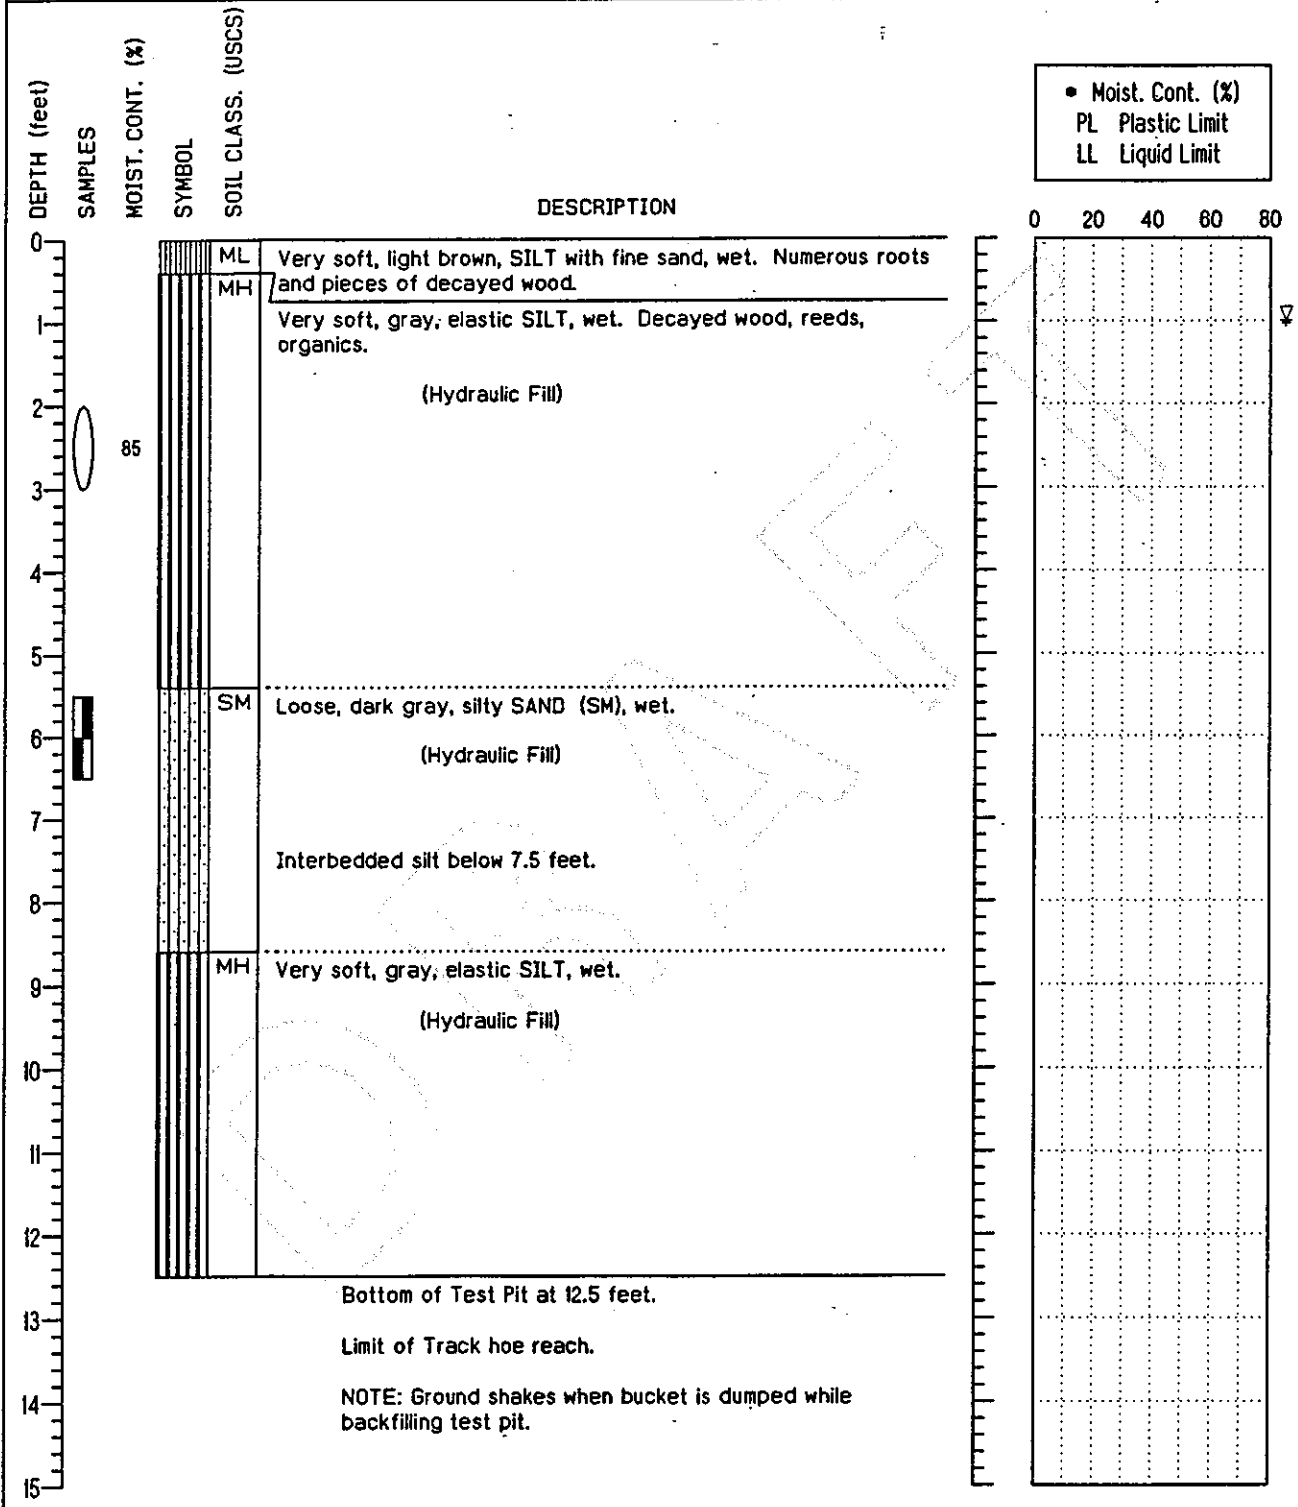 DEPTH (feet)
SAMPLES
MOIST. CONT. (%)
SYMBOL
SOIL CLASS. (USCS)
DESCRIPTION
• Moist. Cont. (%)
PL Plastic Limit
LL Liquid Limit
0 20 40 60 80
0
ML
Very soft, light brown, SILT with fine sand, wet. Numerous roots
and pieces of decayed wood.
MH
1
Very soft, gray, elastic SILT, wet. Decayed wood, reeds,
organics.
(Hydraulic Fill)
2
85
3
4
5
SM
Loose, dark gray, silty SAND (SM), wet.
6
(Hydraulic Fill)
7
Interbedded silt below 7.5 feet.
8
MH
Very soft, gray, elastic SILT, wet.
9
(Hydraulic Fill)
10
11
12
Bottom of Test Pit at 12.5 feet.
13
Limit of Track hoe reach.
14
NOTE: Ground shakes when bucket is dumped while
backfilling test pit.
15
DRAFT